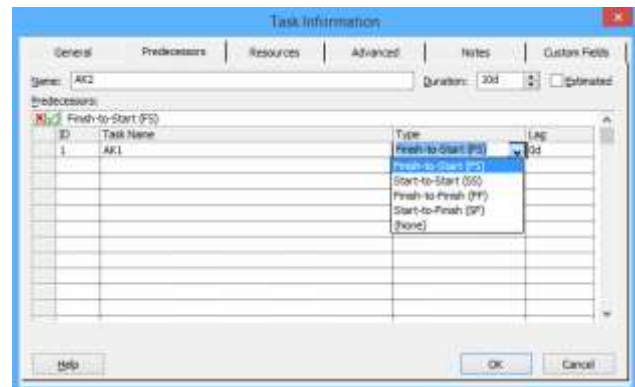 Task Information
General Predecessors Resources Advanced Notes Custom Fields
Name: AK2 Duration: 10d Estimated
Predecessors:
Finish-to-Start (FS)
ID Task Name Type Lag
1 AK1 Finish-to-Start (FS) 0d
Finish-to-Start (FS)
Start-to-Start (SS)
Finish-to-Finish (FF)
Start-to-Finish (SF)
(None)
Help OK Cancel